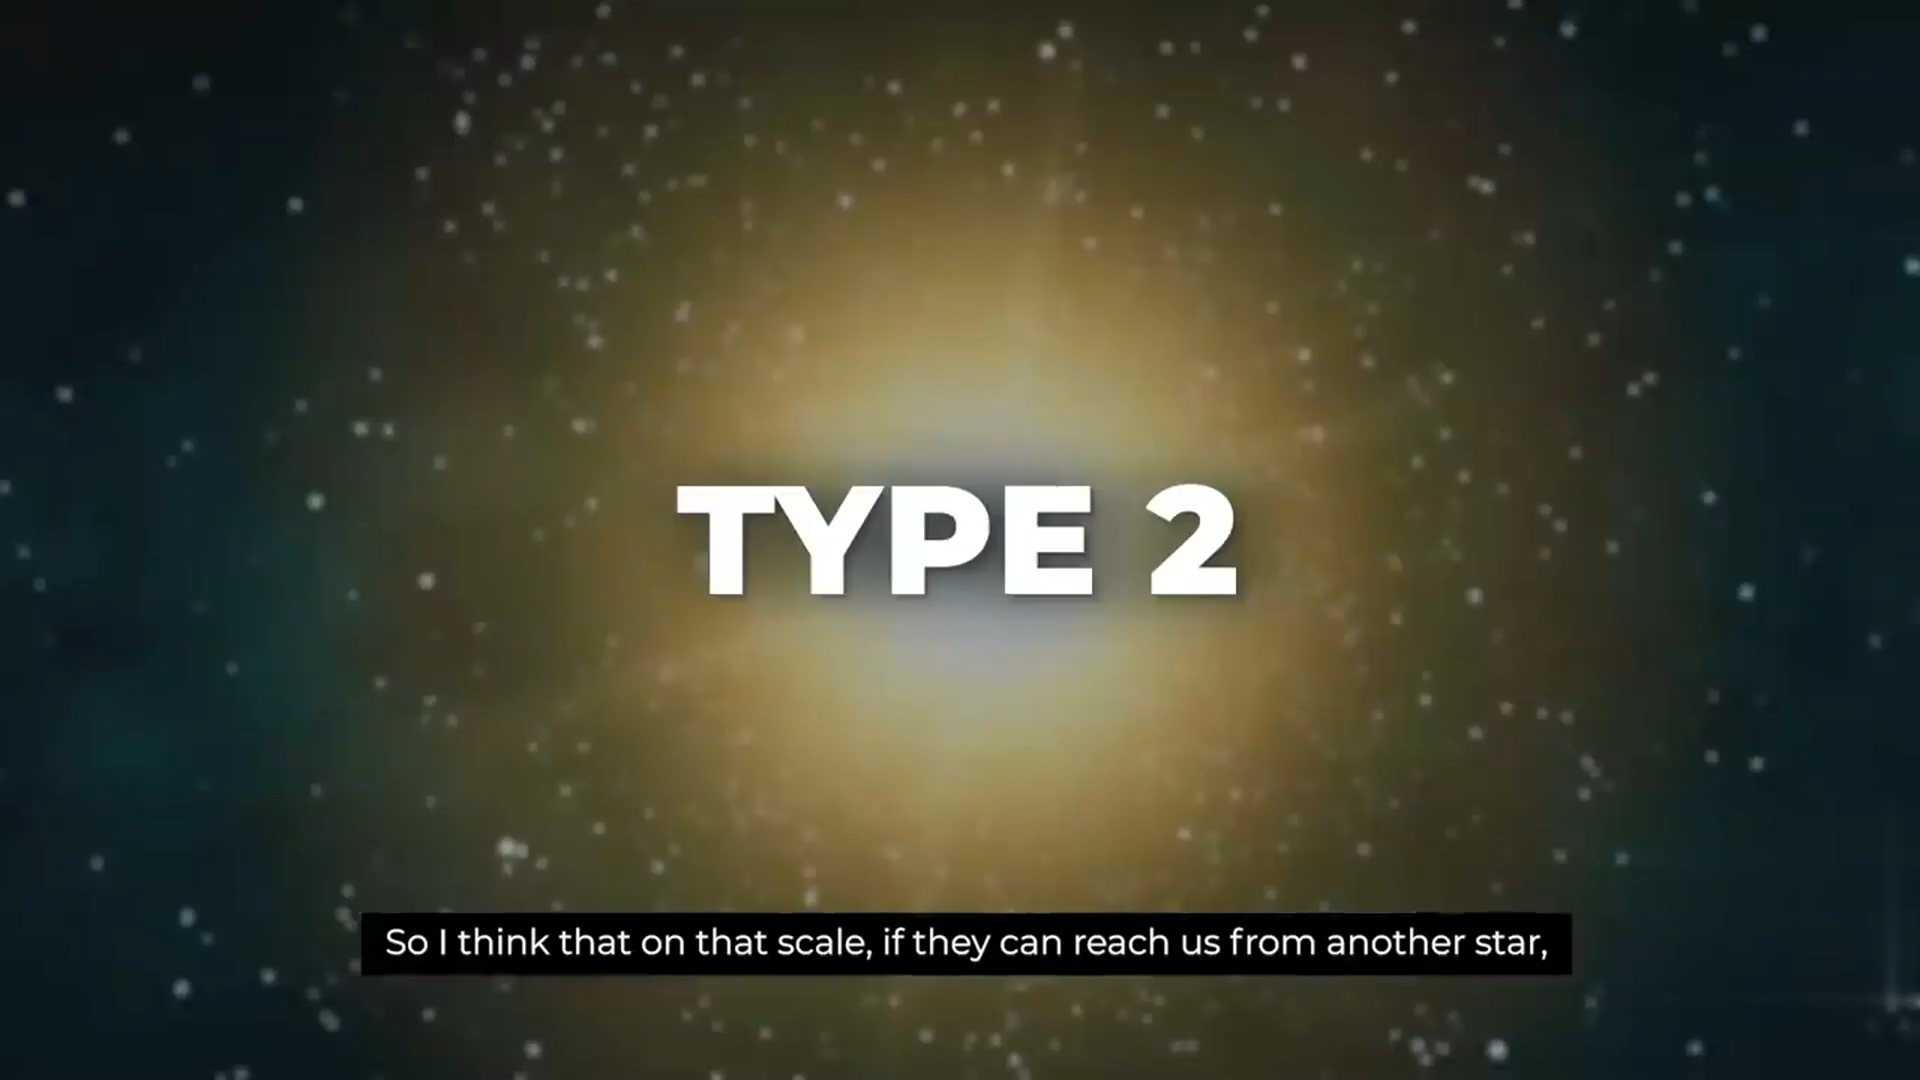 TYPE 2
So I think that on that scale, if they can reach us from another star,